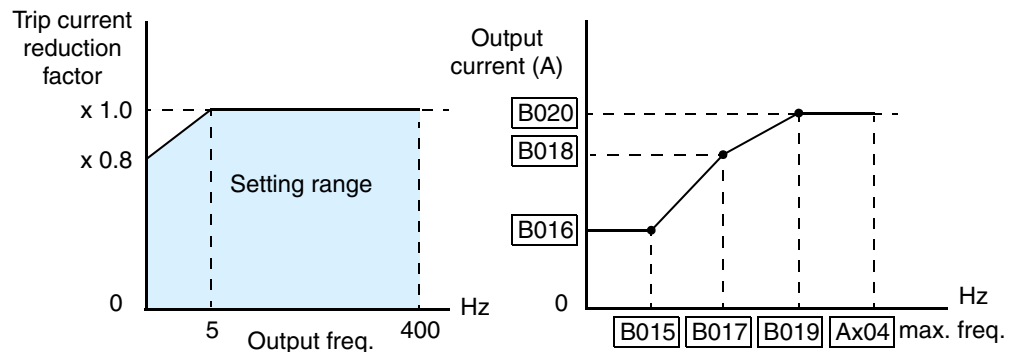 Trip current
reduction
factor
x 1.0
x 0.8
Setting range
0
5
400
Hz
Output freq.
Output
current (A)
B020
B018
B016
0
Hz
B015 B017 B019 Ax04 max. freq.